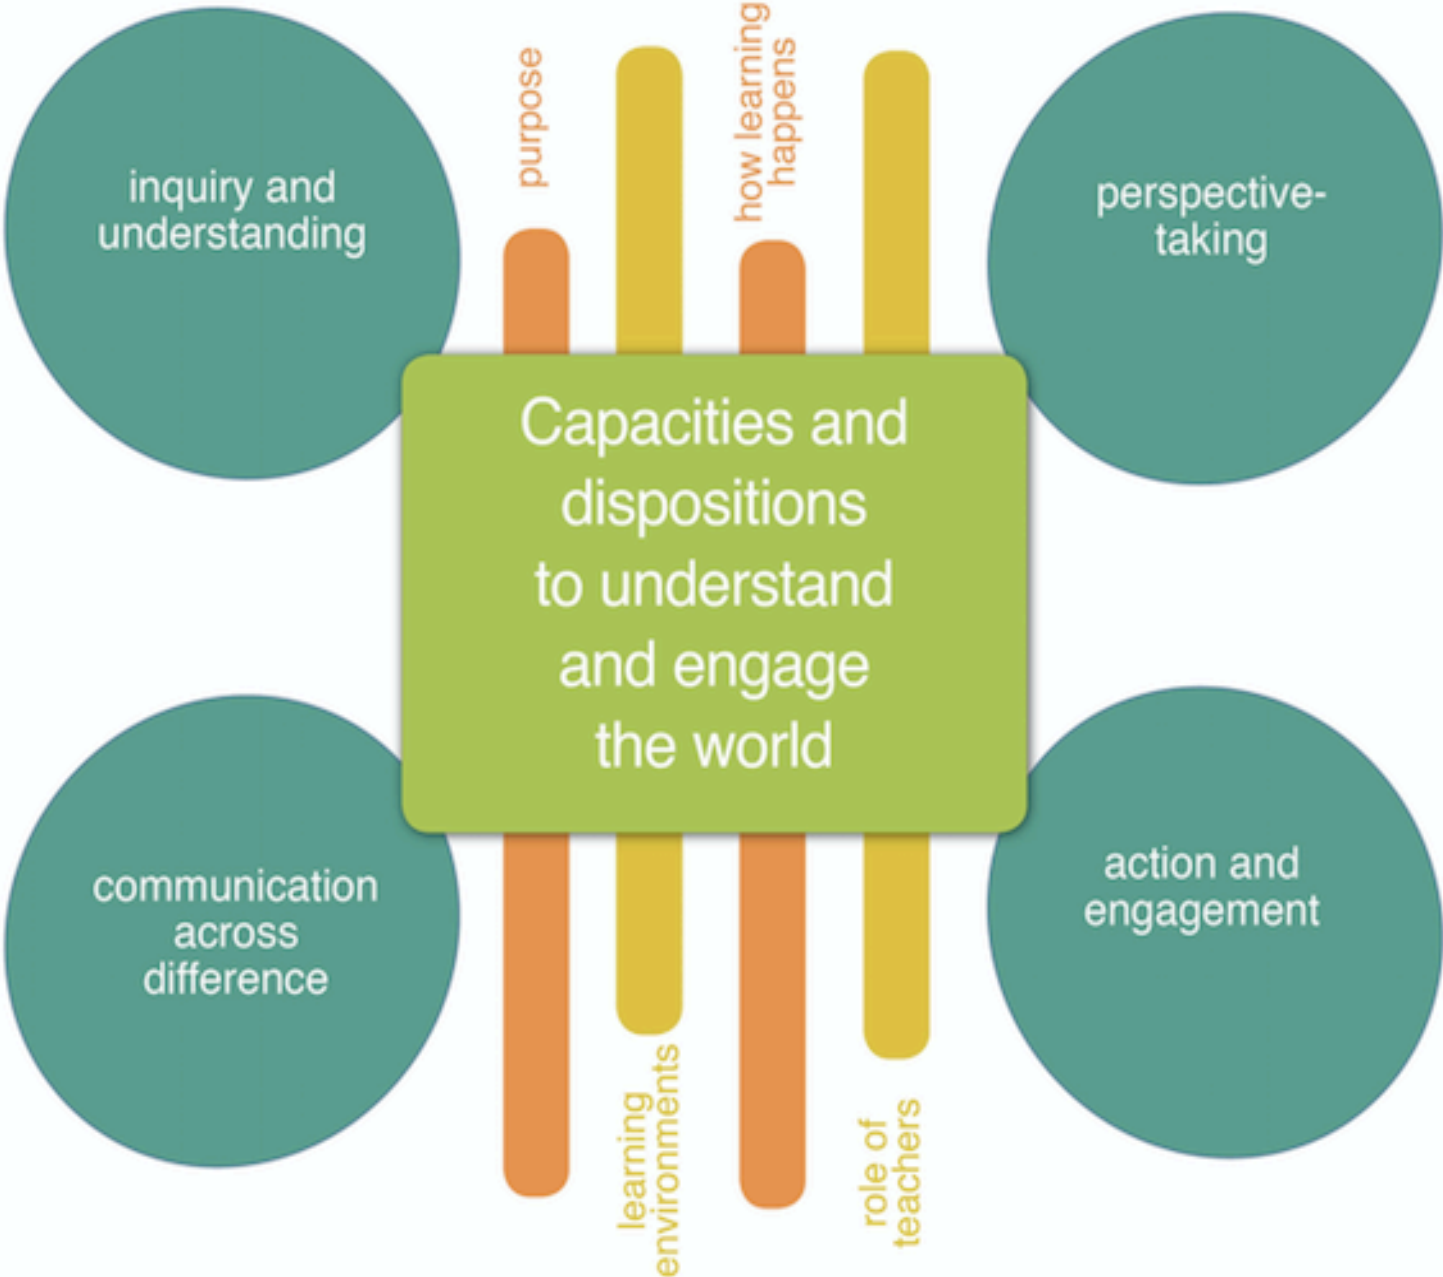 purpose
how learning
happens
inquiry and
understanding
perspective-
taking
Capacities and
dispositions
to understand
and engage
the world
communication
across
difference
action and
engagement
learning
environments
role of
teachers